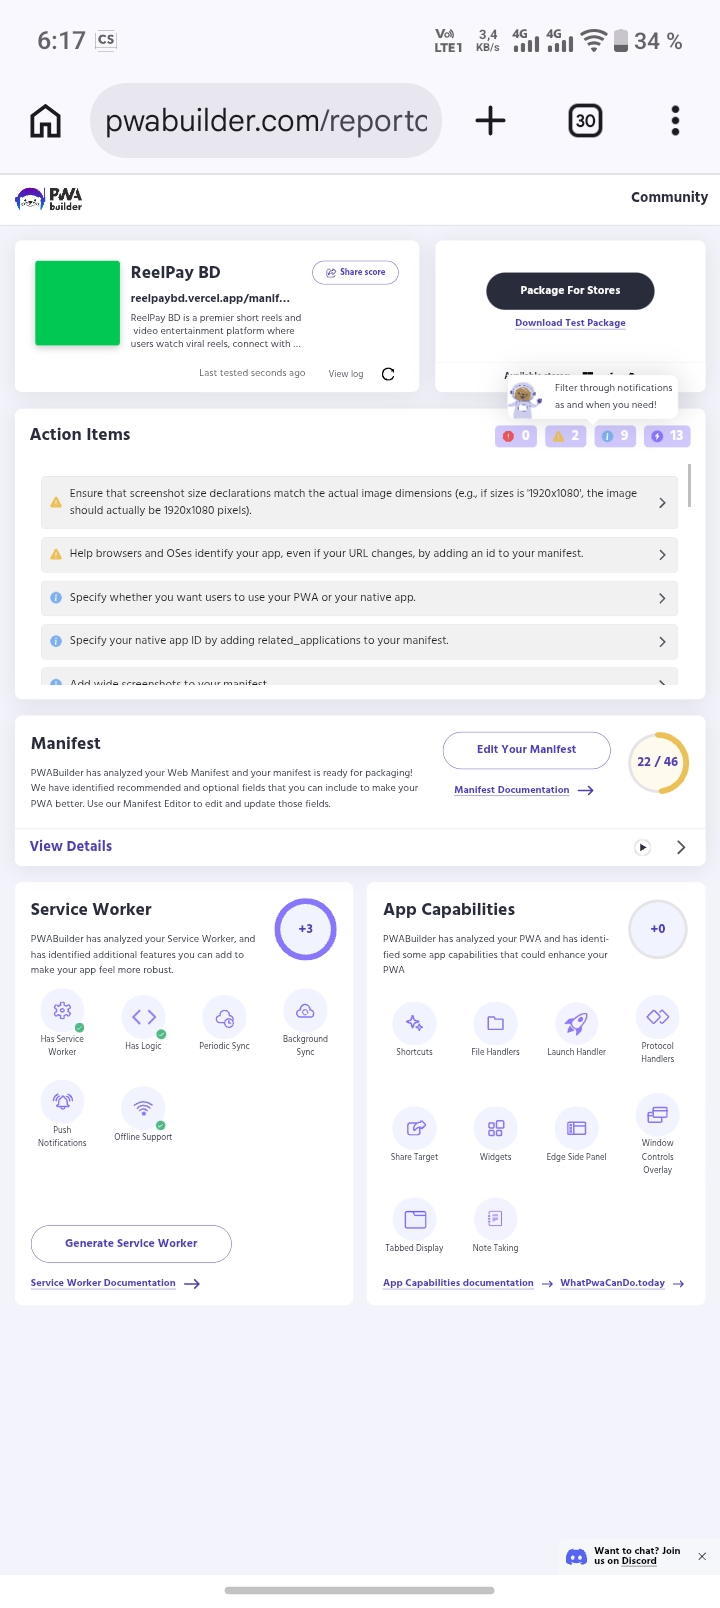 6:17 CS
Vo) LTE1 3,4 KB/s 4G 4G 34 %
pwabuilder.com/reporto
30
PWA builder
Community
ReelPay BD
Share score
reelpaybd.vercel.app/manif...
ReelPay BD is a premier short reels and
video entertainment platform where
users watch viral reels, connect with ...
Last tested seconds ago View log
Package For Stores
Download Test Package
Filter through notifications
as and when you need!
Action Items
0 2 9 13
Ensure that screenshot size declarations match the actual image dimensions (e.g., if sizes is '1920x1080', the image
should actually be 1920x1080 pixels).
Help browsers and OSes identify your app, even if your URL changes, by adding an id to your manifest.
Specify whether you want users to use your PWA or your native app.
Specify your native app ID by adding related_applications to your manifest.
Add wide screenshots to your manifest
Manifest
PWABuilder has analyzed your Web Manifest and your manifest is ready for packaging!
We have identified recommended and optional fields that you can include to make your
PWA better. Use our Manifest Editor to edit and update those fields.
Edit Your Manifest
Manifest Documentation
22 / 46
View Details
Service Worker
PWABuilder has analyzed your Service Worker, and
has identified additional features you can add to
make your app feel more robust.
+3
Has Service
Worker
Has Logic
Periodic Sync
Background
Sync
Push
Notifications
Offline Support
Generate Service Worker
Service Worker Documentation
App Capabilities
PWABuilder has analyzed your PWA and has identi-
fied some app capabilities that could enhance your
PWA
+0
Shortcuts
File Handlers
Launch Handler
Protocol
Handlers
Share Target
Widgets
Edge Side Panel
Window
Controls
Overlay
Tabbed Display
Note Taking
App Capabilities documentation
WhatPwaCanDo.today
Want to chat? Join
us on Discord